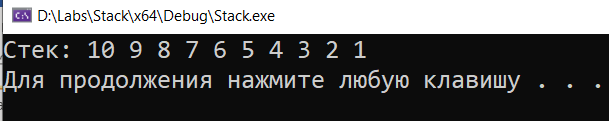 D:\Labs\Stack\x64\Debug\Stack.exe
Стек: 10 9 8 7 6 5 4 3 2 1
Для продолжения нажмите любую клавишу . . .